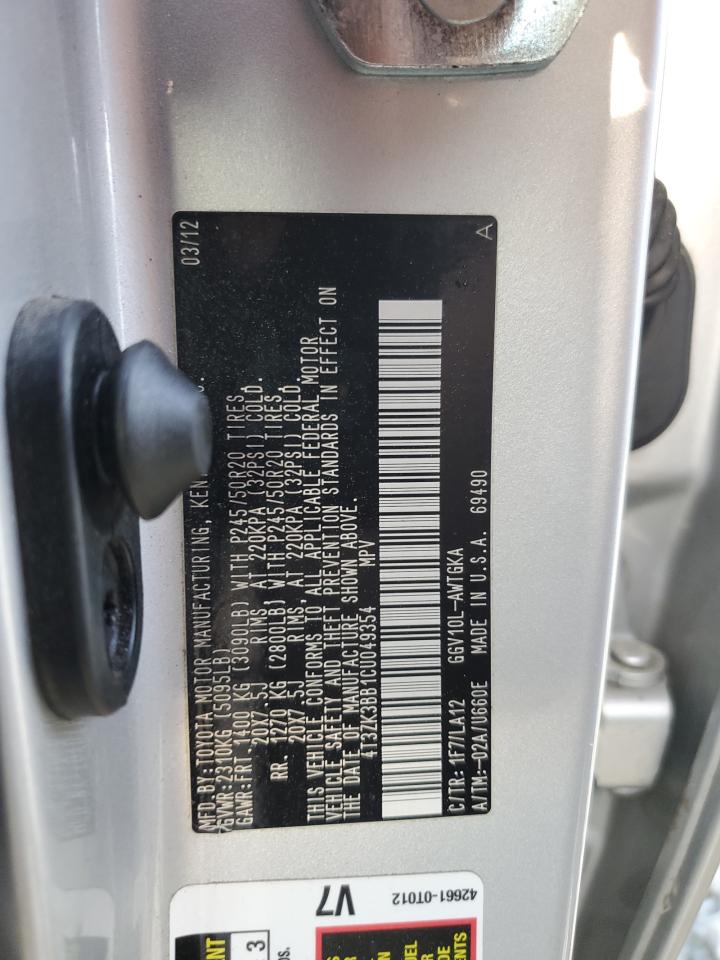 MFD.BY:TOYOTA MOTOR MANUFACTURING, KEN 03/12
GVWR:2310KG(5095LB)
GAWR:FRT 1400 KG (3090LB) WITH P245/50R20 TIRES,
20X7.5J RIMS, AT 220KPA (32PSI) COLD.
RR. 1270 KG (2800LB) WITH P245/50R20 TIRES,
20X7.5J RIMS, AT 220KPA (32PSI) COLD.
THIS VEHICLE CONFORMS TO ALL APPLICABLE FEDERAL MOTOR
VEHICLE SAFETY AND THEFT PREVENTION STANDARDS IN EFFECT ON
THE DATE OF MANUFACTURE SHOWN ABOVE.
4T3ZK3BB1CU049354 MPV
C/TR: 1F7/LA12 GGV10L-AWTGKA
A/TM:-02A/U660E MADE IN U.S.A. 69490 A
V7
42661-0T012
3